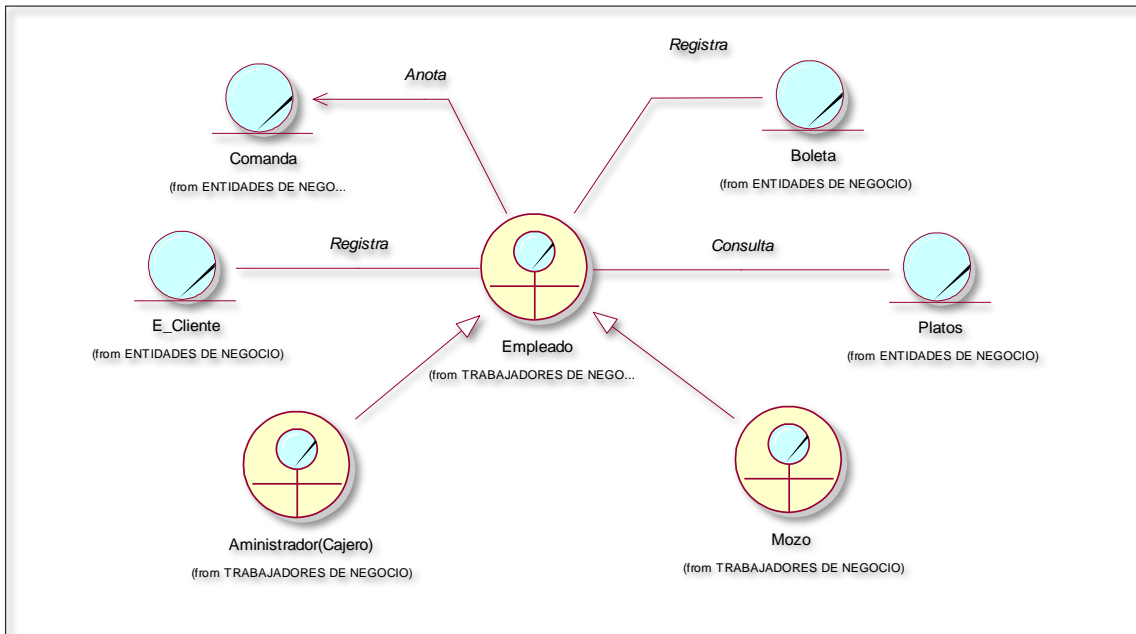 Registra
Anota
Comanda
(from ENTIDADES DE NEGO...
Boleta
(from ENTIDADES DE NEGOCIO)
Registra
Consulta
E_Cliente
(from ENTIDADES DE NEGOCIO)
Empleado
(from TRABAJADORES DE NEGO...
Platos
(from ENTIDADES DE NEGOCIO)
Aministrador(Cajero)
(from TRABAJADORES DE NEGOCIO)
Mozo
(from TRABAJADORES DE NEGOCIO)